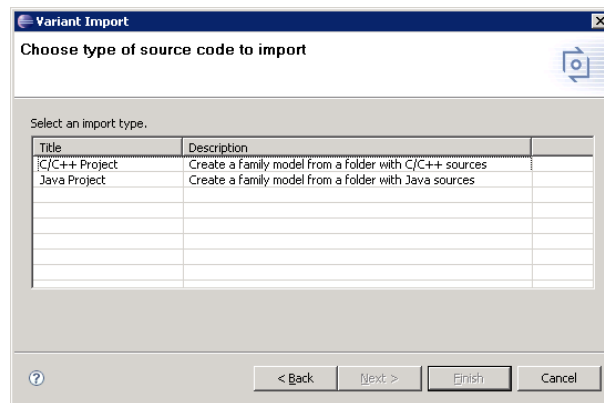 Variant Import
Choose type of source code to import
Select an import type.
Title Description
C/C++ Project Create a family model from a folder with C/C++ sources
Java Project Create a family model from a folder with Java sources
< Back Next > Finish Cancel